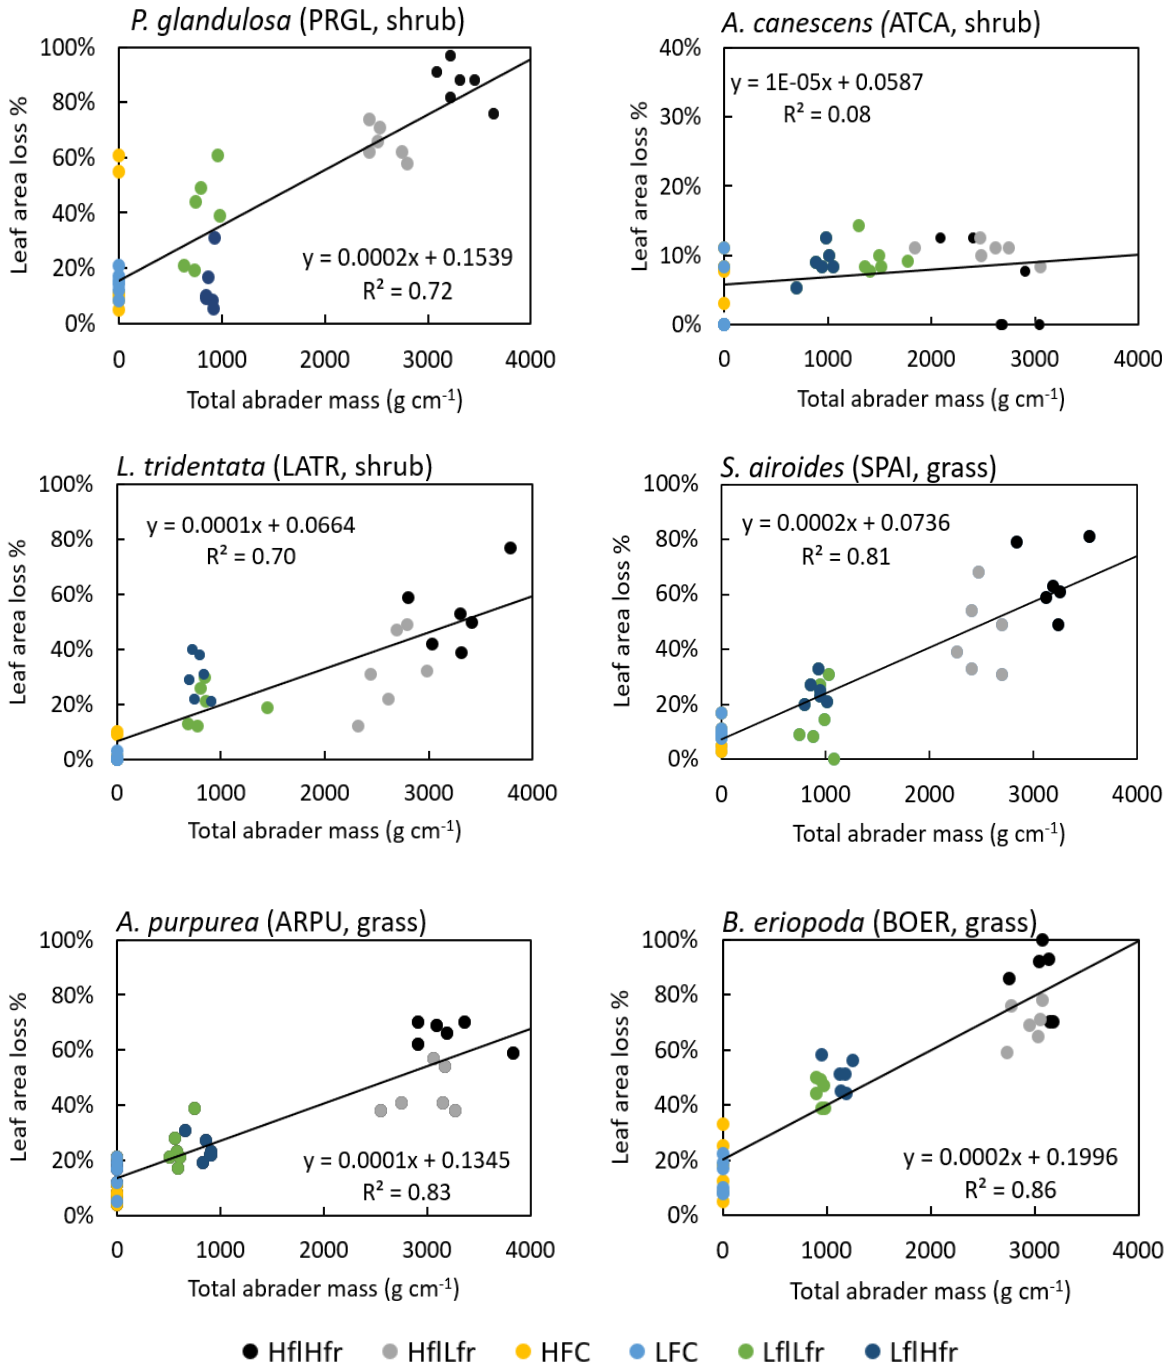 P. glandulosa (PRGL, shrub)
100%
80%
60%
40%
20%
0%
Leaf area loss %
y = 0.0002x + 0.1539
R² = 0.72
0 1000 2000 3000 4000
Total abrader mass (g cm⁻¹)
A. canescens (ATCA, shrub)
40%
30%
20%
10%
0%
Leaf area loss %
y = 1E-05x + 0.0587
R² = 0.08
0 1000 2000 3000 4000
Total abrader mass (g cm⁻¹)
L. tridentata (LATR, shrub)
100%
80%
60%
40%
20%
0%
Leaf area loss %
y = 0.0001x + 0.0664
R² = 0.70
0 1000 2000 3000 4000
Total abrader mass (g cm⁻¹)
S. airoides (SPAI, grass)
100%
80%
60%
40%
20%
0%
Leaf area loss %
y = 0.0002x + 0.0736
R² = 0.81
0 1000 2000 3000 4000
Total abrader mass (g cm⁻¹)
A. purpurea (ARPU, grass)
100%
80%
60%
40%
20%
0%
Leaf area loss %
y = 0.0001x + 0.1345
R² = 0.83
0 1000 2000 3000 4000
Total abrader mass (g cm⁻¹)
B. eriopoda (BOER, grass)
100%
80%
60%
40%
20%
0%
Leaf area loss %
y = 0.0002x + 0.1996
R² = 0.86
0 1000 2000 3000 4000
Total abrader mass (g cm⁻¹)
HflHfr HflLfr HFC LFC LflLfr LflHfr